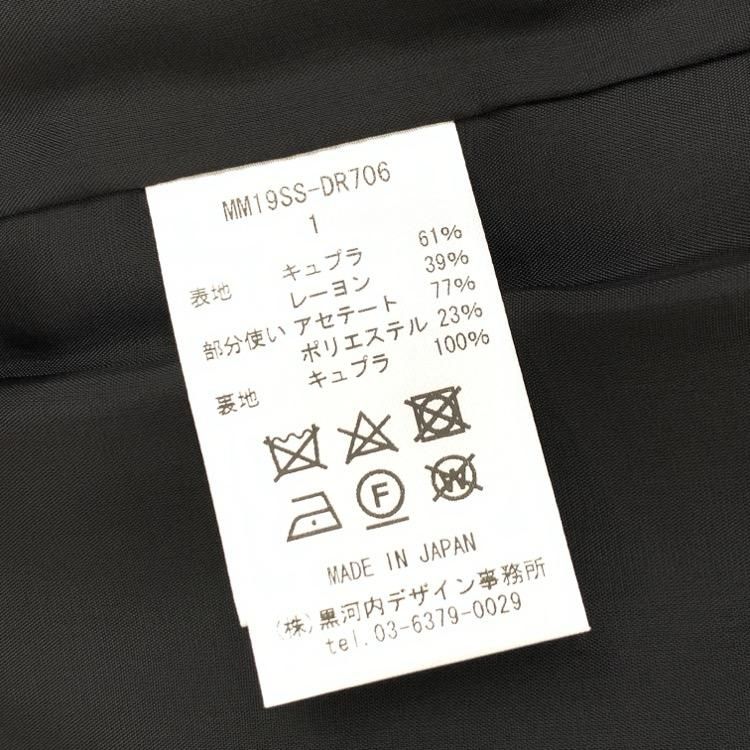 MM19SS-DR706
1
表地 キュプラ 61%
レーヨン 39%
部分使い アセテート 77%
ポリエステル 23%
裏地 キュプラ 100%
F W
MADE IN JAPAN
(株)黒河内デザイン事務所
tel.03-6379-0029